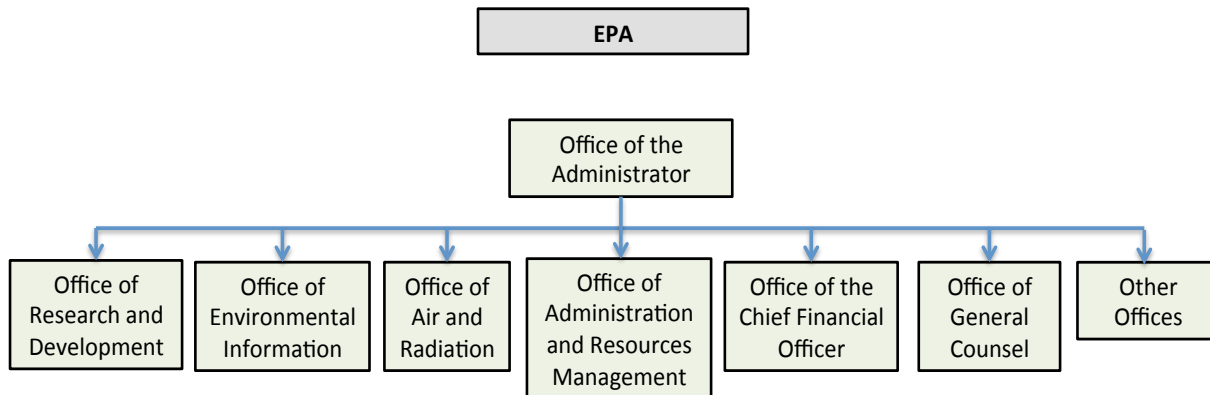 EPA
Office of the
Administrator
Office of
Research and
Development
Office of
Environmental
Information
Office of
Air and
Radiation
Office of
Administration
and Resources
Management
Office of the
Chief Financial
Officer
Office of
General
Counsel
Other
Offices